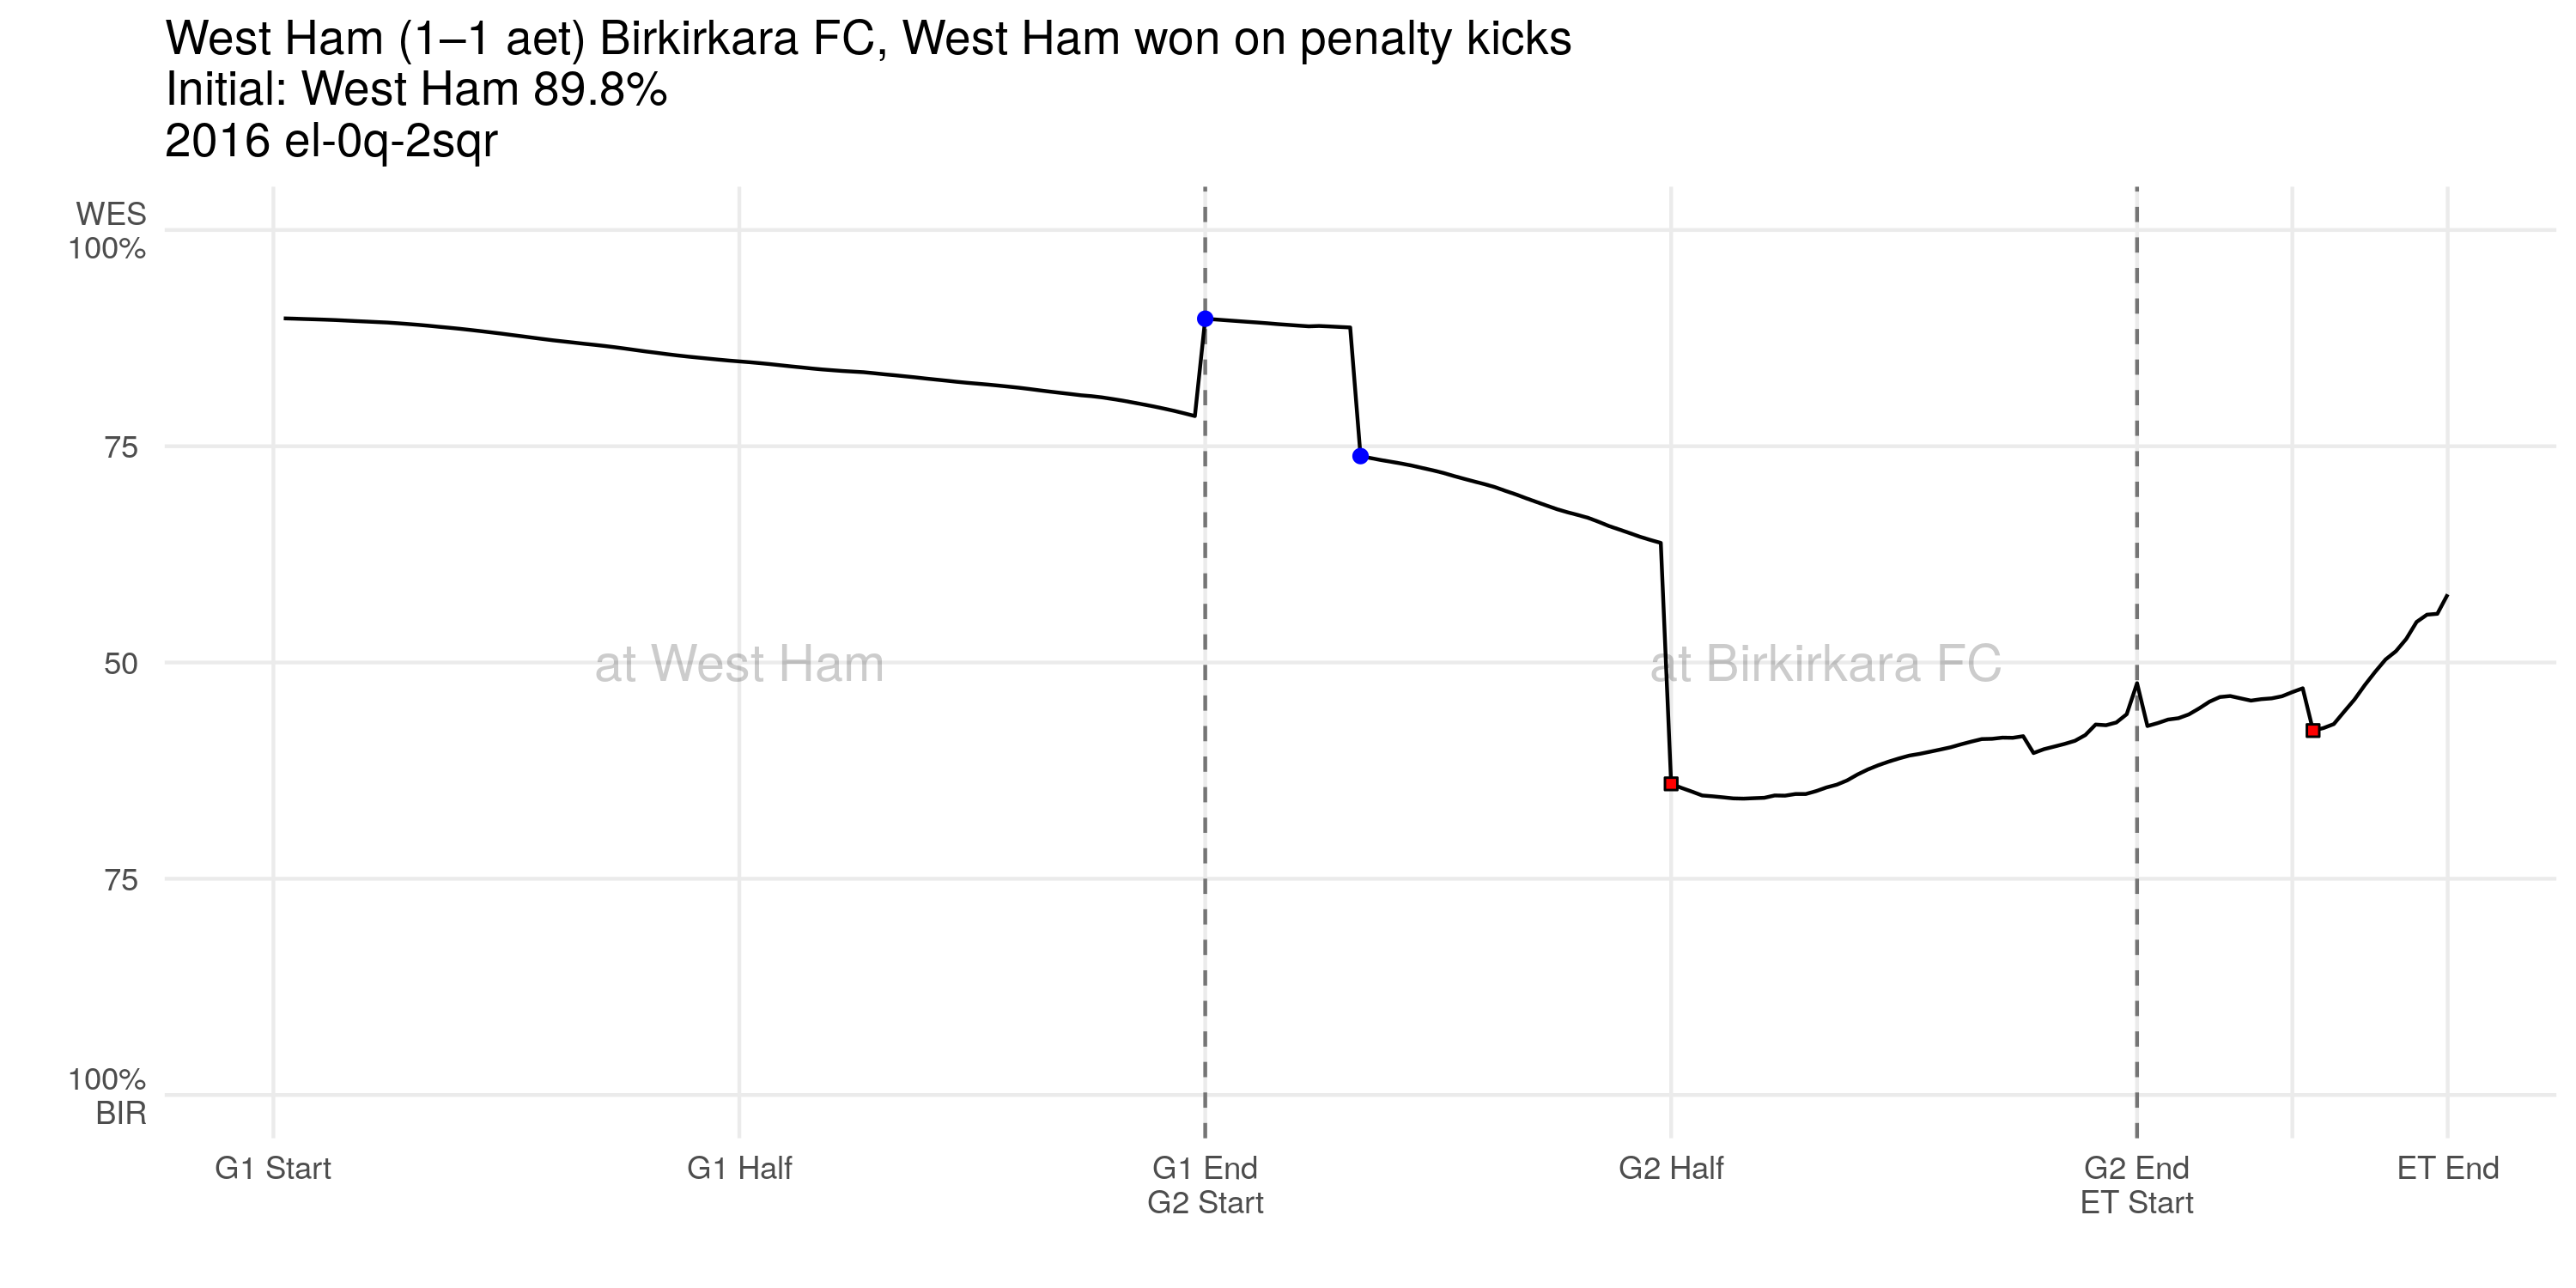 West Ham (1–1 aet) Birkirkara FC, West Ham won on penalty kicks
Initial: West Ham 89.8%
2016 el-0q-2sqr
WES
100%
75
50
75
100%
BIR
at West Ham
at Birkirkara FC
G1 Start
G1 Half
G1 End
G2 Start
G2 Half
G2 End
ET Start
ET End